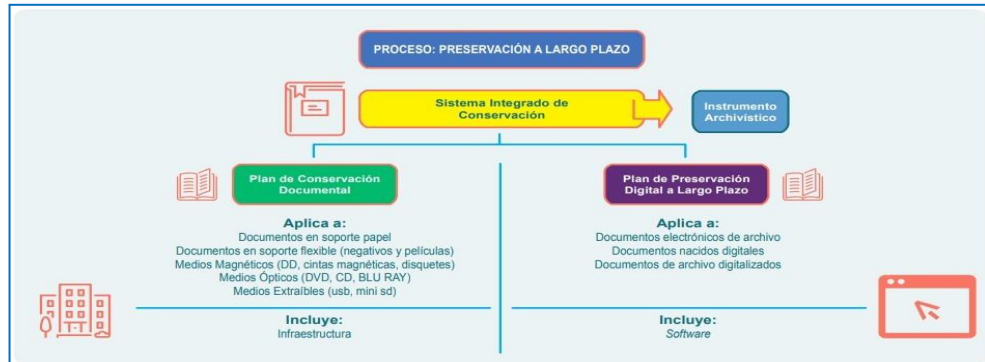 PROCESO: PRESERVACIÓN A LARGO PLAZO
Sistema Integrado de
Conservación
Instrumento
Archivístico
Plan de Conservación
Documental
Aplica a:
Documentos en soporte papel
Documentos en soporte flexible (negativos y películas)
Medios Magnéticos (DD, cintas magnéticas, disquetes)
Medios Ópticos (DVD, CD, BLU RAY)
Medios Extraíbles (usb, mini sd)
Incluye:
Infraestructura
Plan de Preservación
Digital a Largo Plazo
Aplica a:
Documentos electrónicos de archivo
Documentos nacidos digitales
Documentos de archivo digitalizados
Incluye:
Software